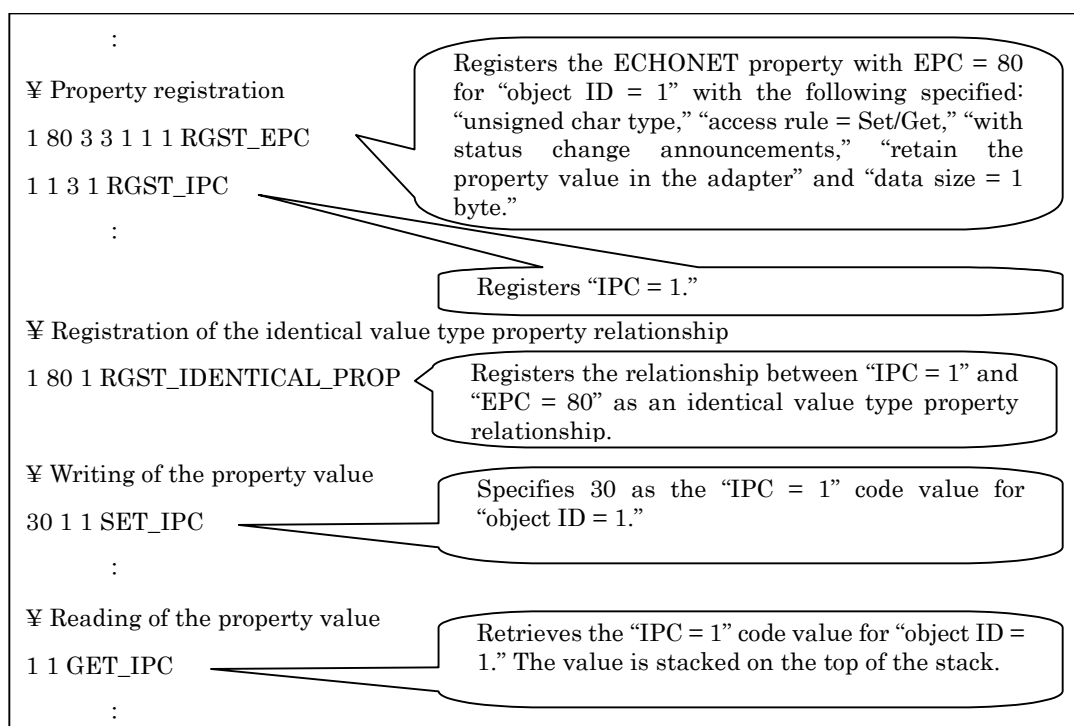 :
¥ Property registration
1 80 3 3 1 1 1 RGST_EPC
1 1 3 1 RGST_IPC
:
Registers the ECHONET property with EPC = 80
for “object ID = 1” with the following specified:
“unsigned char type,” “access rule = Set/Get,” “with
status change announcements,” “retain the
property value in the adapter” and “data size = 1
byte.”
Registers “IPC = 1.”
¥ Registration of the identical value type property relationship
1 80 1 RGST_IDENTICAL_PROP
Registers the relationship between “IPC = 1” and
“EPC = 80” as an identical value type property
relationship.
¥ Writing of the property value
30 1 1 SET_IPC
:
Specifies 30 as the “IPC = 1” code value for
“object ID = 1.”
¥ Reading of the property value
1 1 GET_IPC
:
Retrieves the “IPC = 1” code value for “object ID =
1.” The value is stacked on the top of the stack.